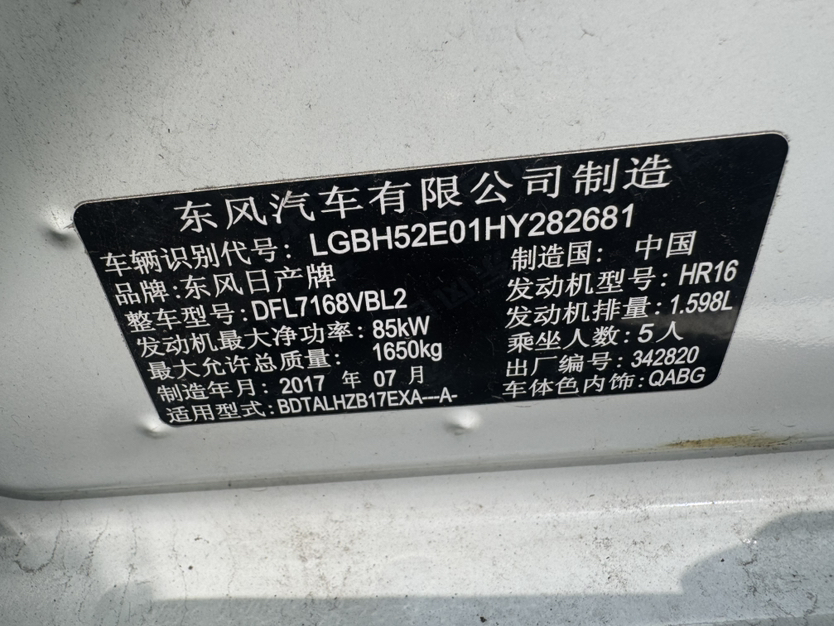 东风汽车有限公司制造
车辆识别代号: LGBH52E01HY282681
品牌:东风日产牌 制造国: 中国
整车型号:DFL7168VBL2 发动机型号:HR16
发动机最大净功率: 85kW 发动机排量:1.598L
最大允许总质量: 1650kg 乘坐人数:5人
制造年月: 2017 年 07 月 出厂编号:342820
适用型式:BDTALHZB17EXA---A- 车体色内饰:QABG